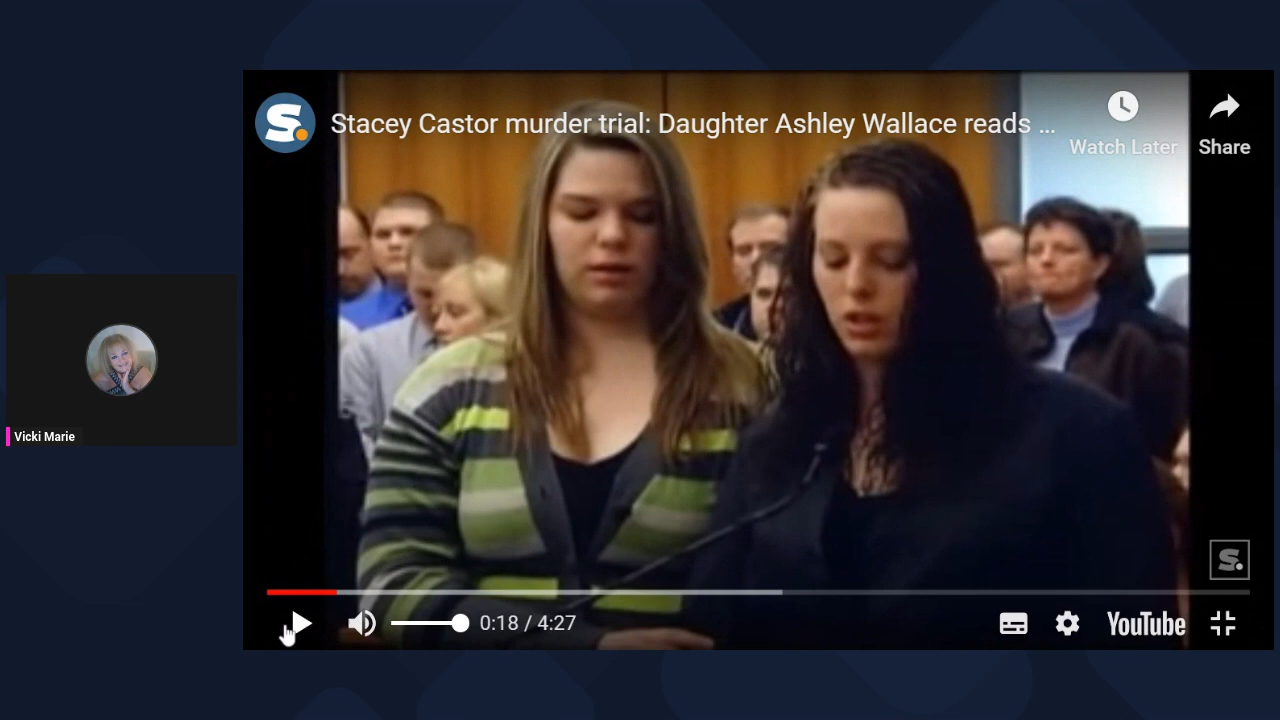 Stacey Castor murder trial: Daughter Ashley Wallace reads ...
Watch Later
Share
Vicki Marie
S.
S.
0:18 / 4:27
YouTube